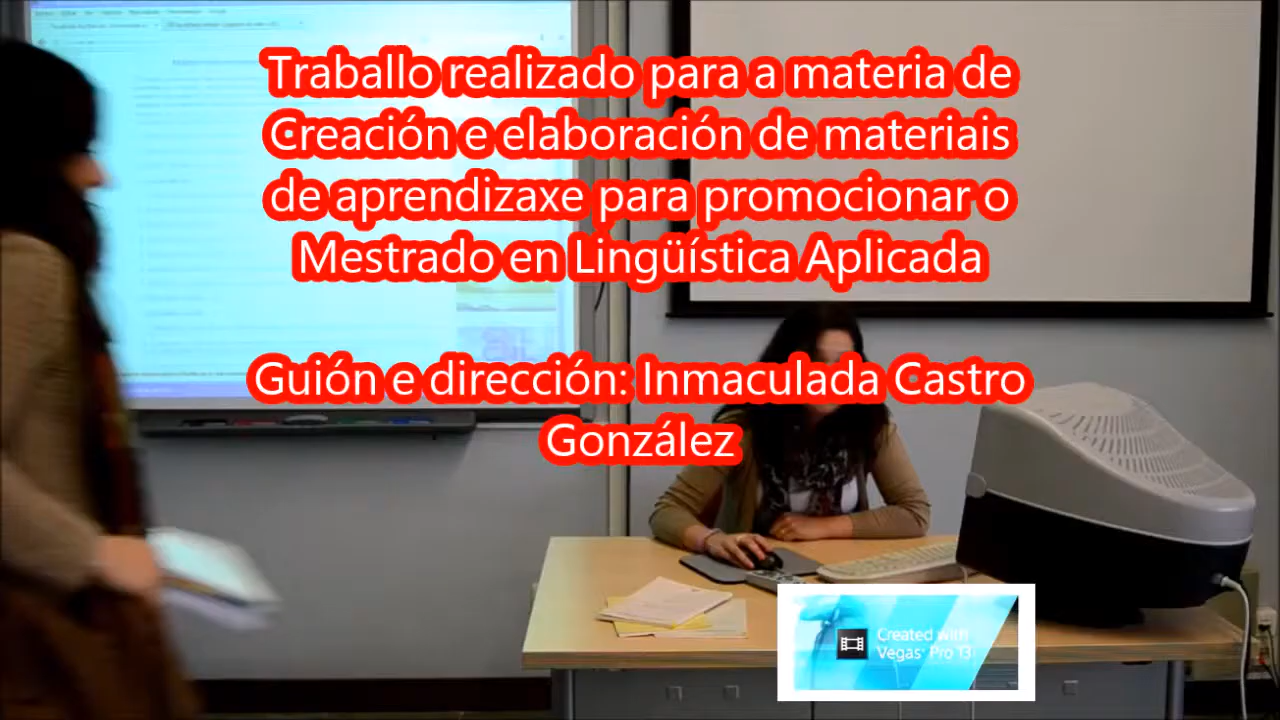 Traballo realizado para a materia de
Creación e elaboración de materiais
de aprendizaxe para promocionar o
Mestrado en Lingüística Aplicada
Guión e dirección: Inmaculada Castro
González
Created with
Vegas Pro 13